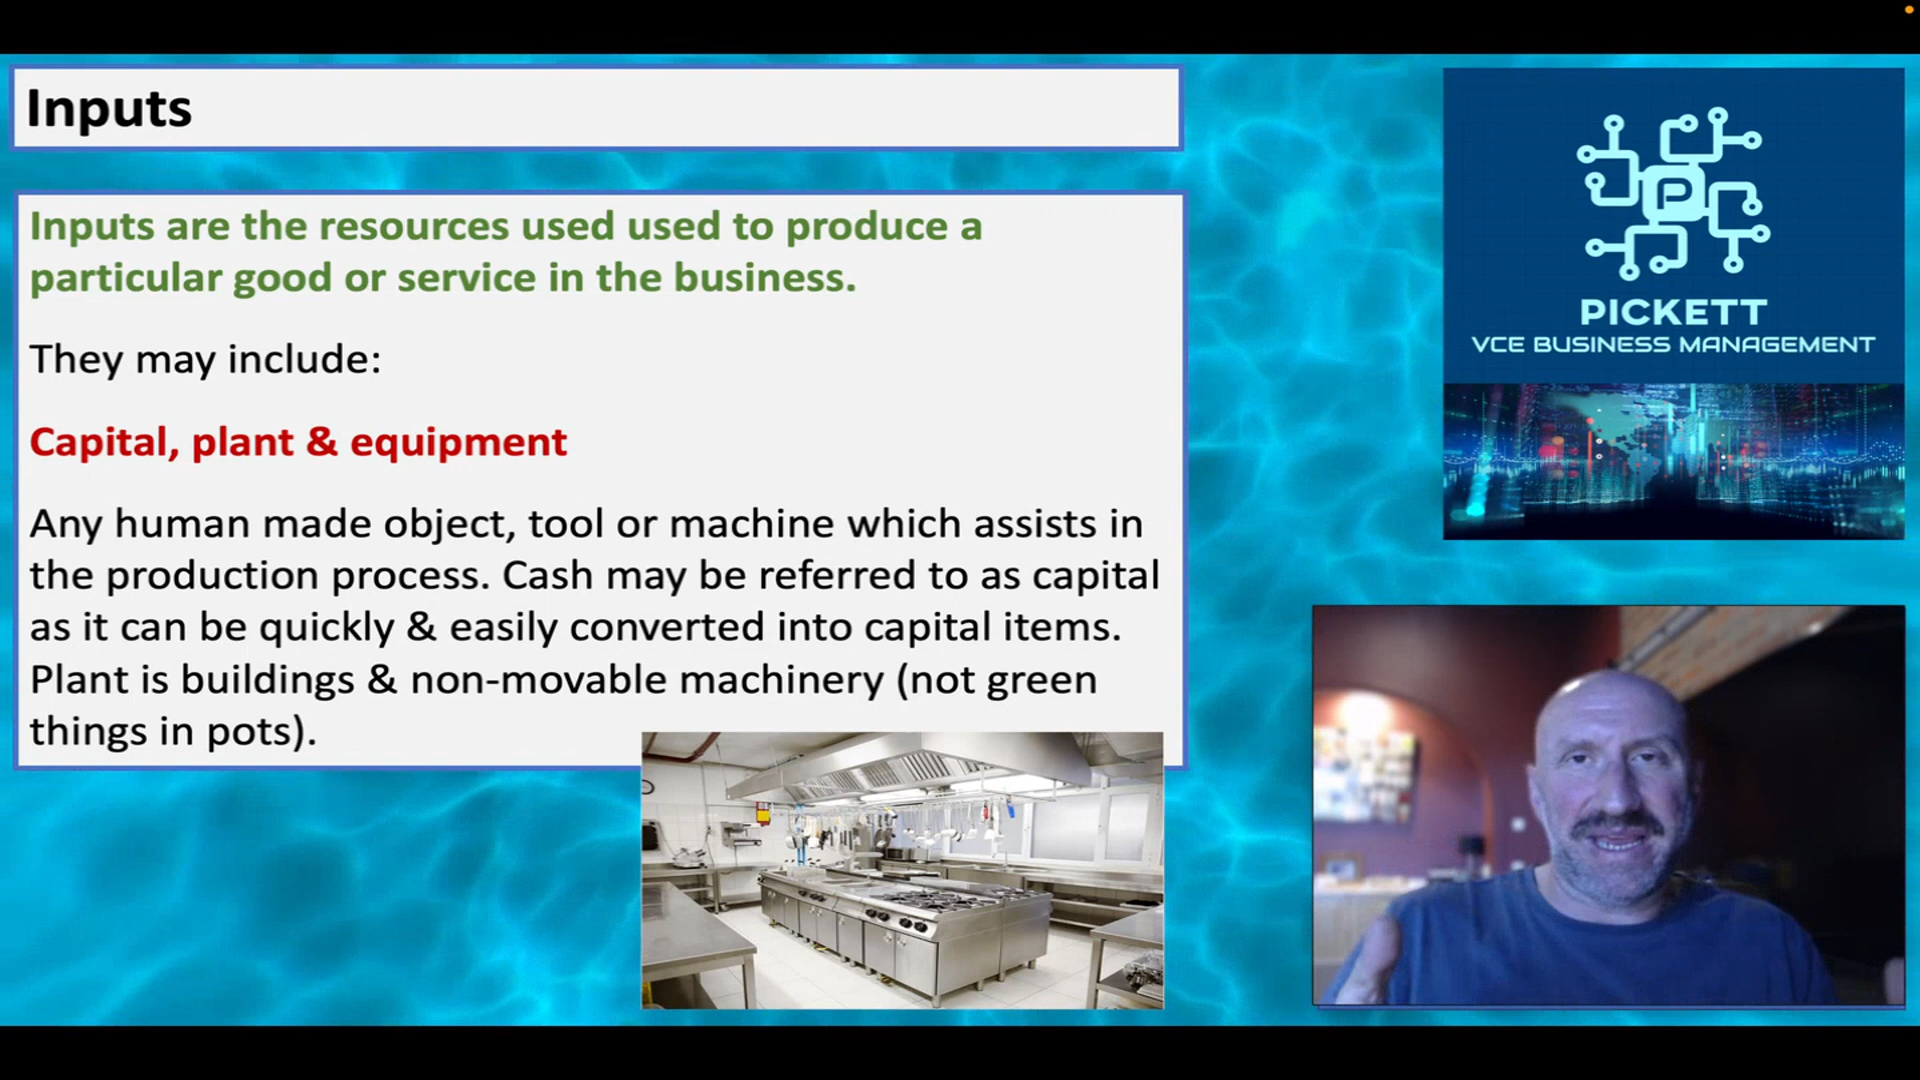 Inputs
Inputs are the resources used used to produce a
particular good or service in the business.
They may include:
Capital, plant & equipment
Any human made object, tool or machine which assists in
the production process. Cash may be referred to as capital
as it can be quickly & easily converted into capital items.
Plant is buildings & non-movable machinery (not green
things in pots).
P
PICKETT
VCE BUSINESS MANAGEMENT